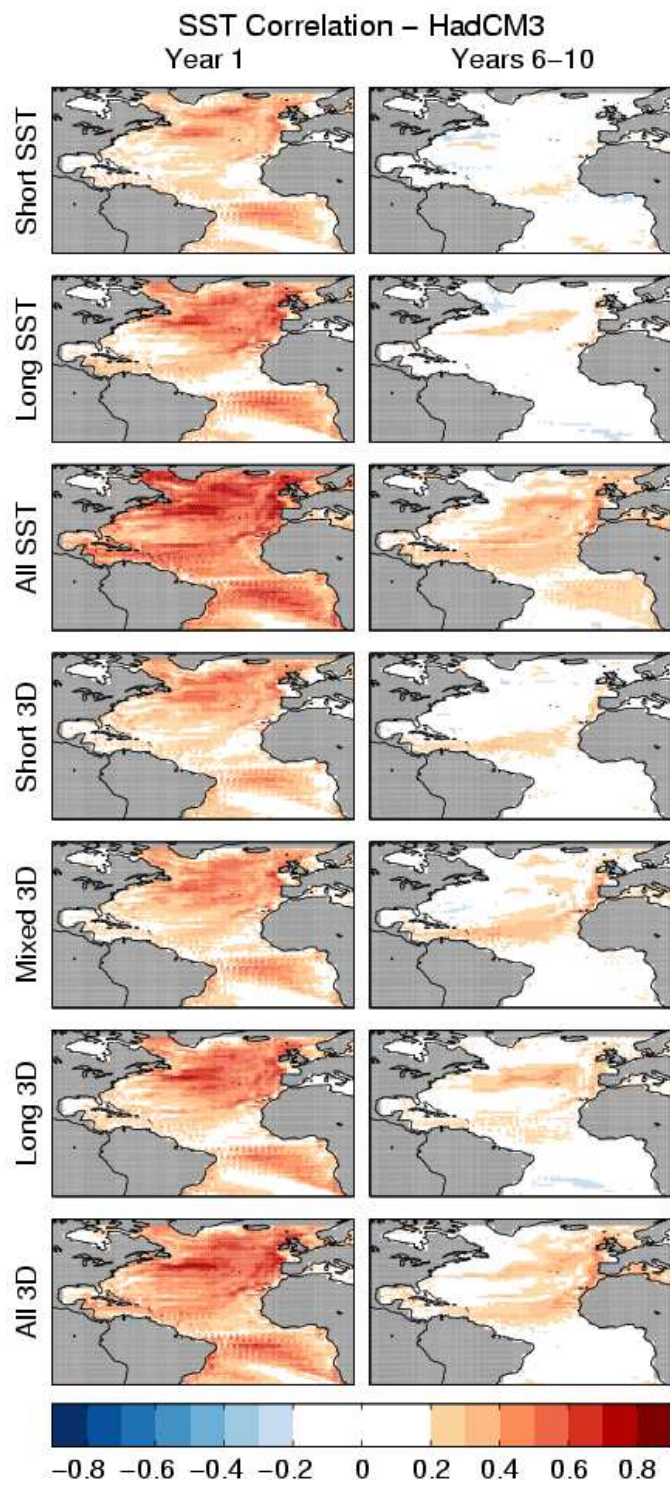 SST Correlation – HadCM3
Year 1
Years 6–10
Short SST
Long SST
All SST
Short 3D
Mixed 3D
Long 3D
All 3D
−0.8 −0.6 −0.4 −0.2 0 0.2 0.4 0.6 0.8